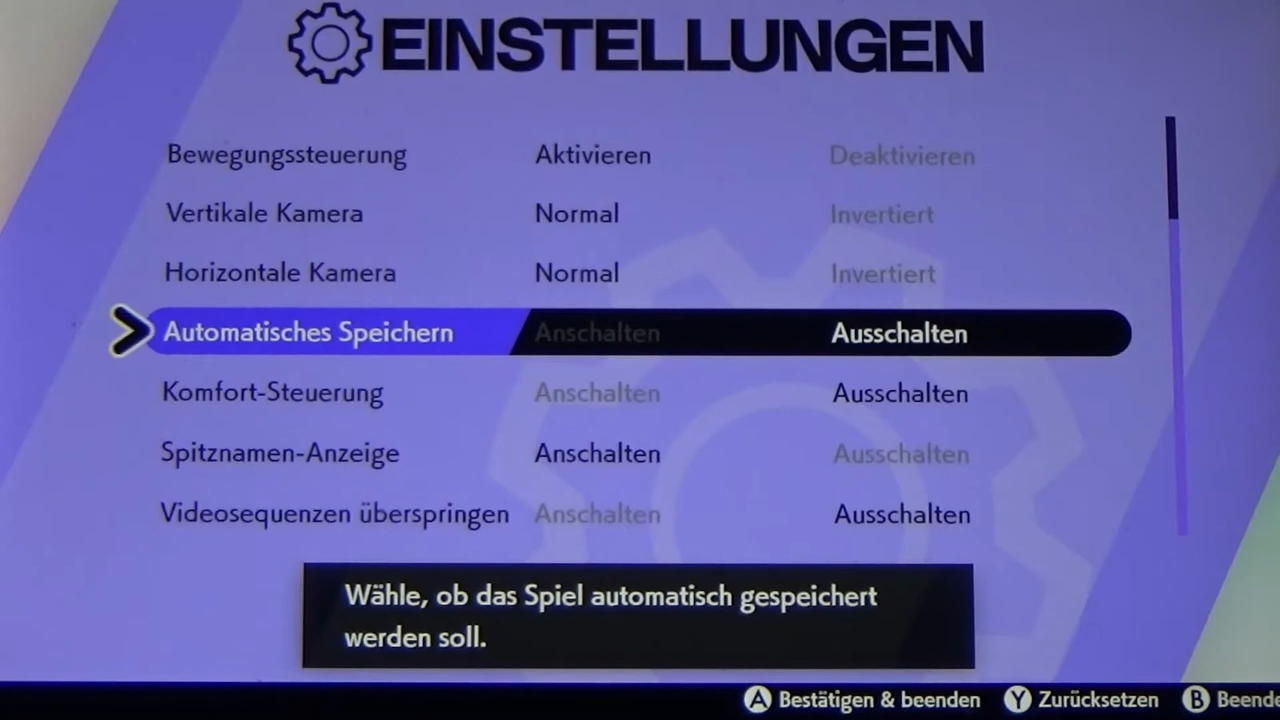 EINSTELLUNGEN
Bewegungssteuerung Aktivieren Deaktivieren
Vertikale Kamera Normal Invertiert
Horizontale Kamera Normal Invertiert
Automatisches Speichern Anschalten Ausschalten
Komfort-Steuerung Anschalten Ausschalten
Spitznamen-Anzeige Anschalten Ausschalten
Videosequenzen überspringen Anschalten Ausschalten
Wähle, ob das Spiel automatisch gespeichert
werden soll.
A Bestätigen & beenden Y Zurücksetzen B Beende